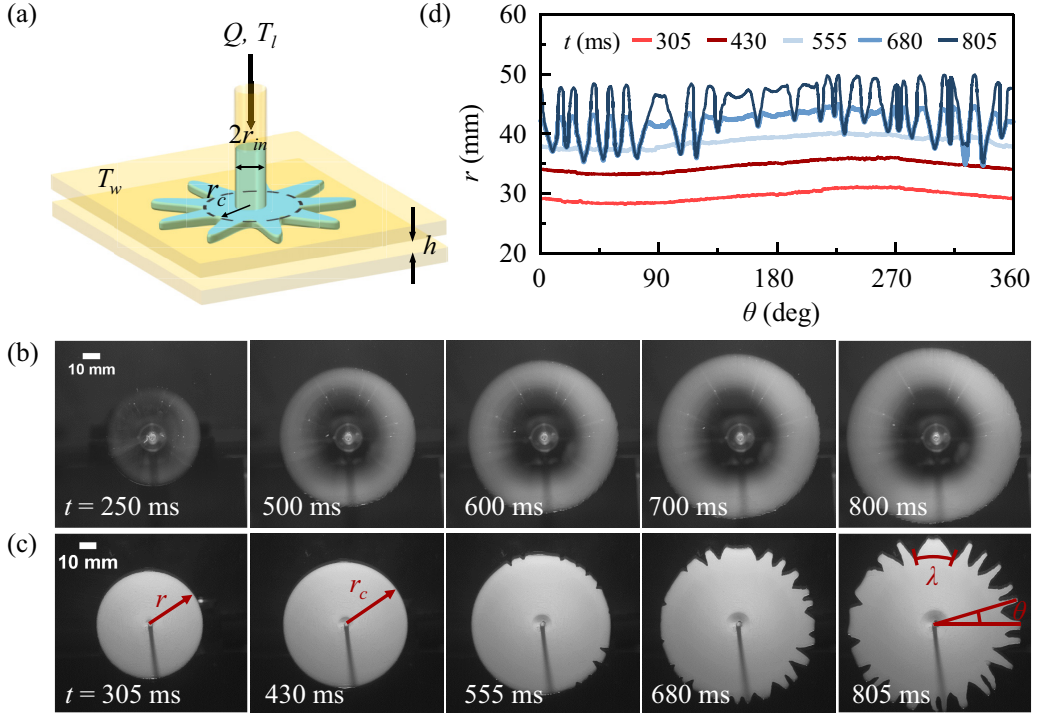 (a)
Q, T_l
2r_in
T_w
r_c
h
(d)
t (ms) 305 430 555 680 805
60
50
40
30
20
r (mm)
0 90 180 270 360
θ (deg)
(b)
10 mm
t = 250 ms 500 ms 600 ms 700 ms 800 ms
(c)
10 mm
r r_c λ θ
t = 305 ms 430 ms 555 ms 680 ms 805 ms